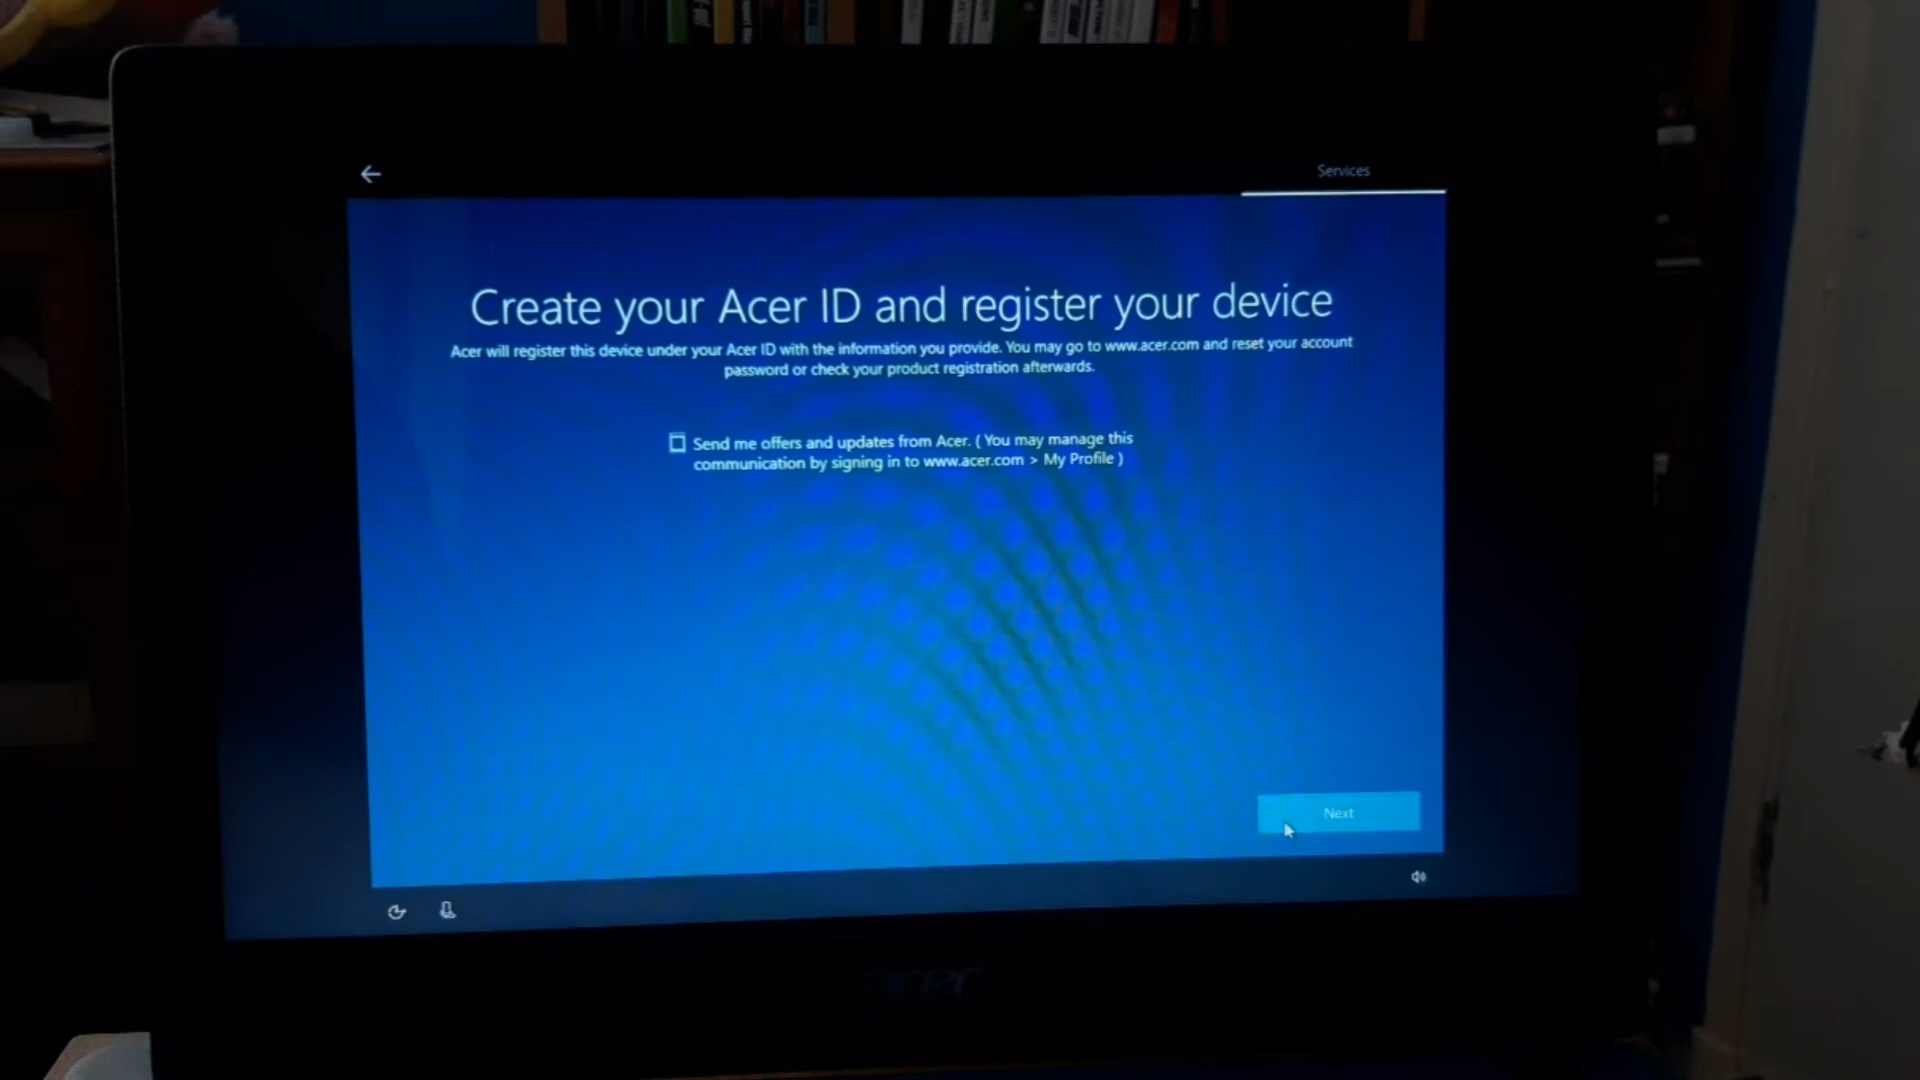 Services
Create your Acer ID and register your device
Acer will register this device under your Acer ID with the information you provide. You may go to www.acer.com and reset your account
password or check your product registration afterwards.
Send me offers and updates from Acer. ( You may manage this
communication by signing in to www.acer.com > My Profile )
Next
acer